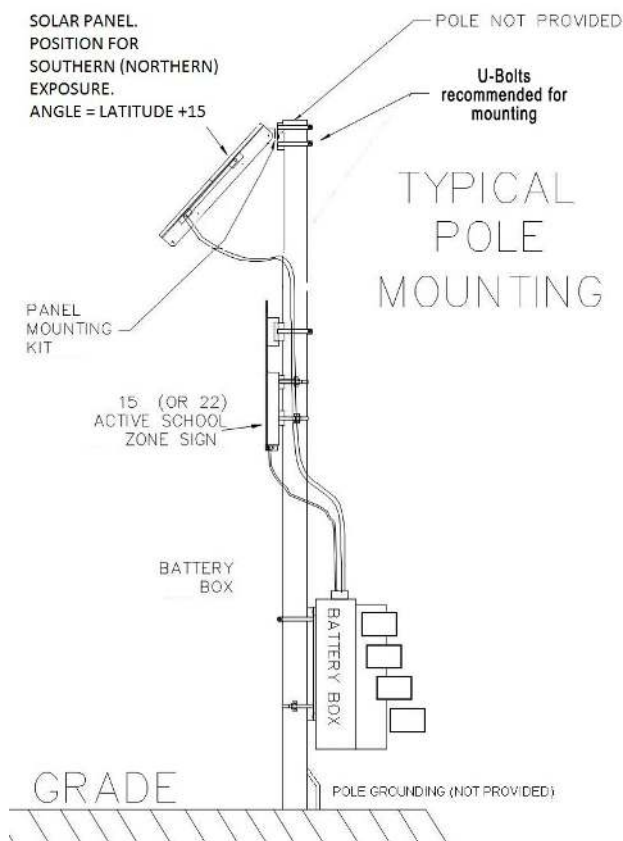 SOLAR PANEL.
POSITION FOR
SOUTHERN (NORTHERN)
EXPOSURE.
ANGLE = LATITUDE +15
POLE NOT PROVIDED
U-Bolts
recommended for
mounting
TYPICAL
POLE
MOUNTING
PANEL
MOUNTING
KIT
15 (OR 22)
ACTIVE SCHOOL
ZONE SIGN
BATTERY
BOX
BATTERY BOX
GRADE
POLE GROUNDING (NOT PROVIDED)